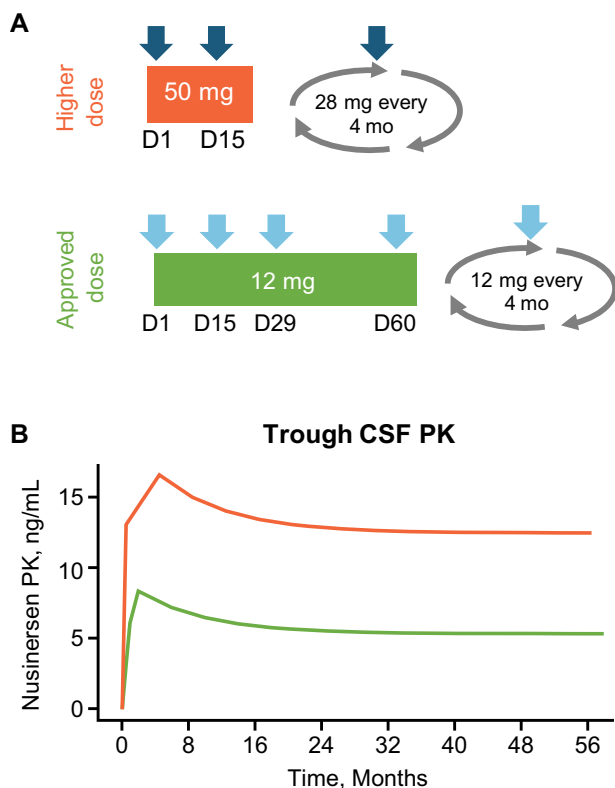 A
Higher
dose
50 mg
D1 D15
28 mg every
4 mo
Approved
dose
12 mg
D1 D15 D29 D60
12 mg every
4 mo
B
Trough CSF PK
Nusinersen PK, ng/mL
15
10
5
0
0 8 16 24 32 40 48 56
Time, Months